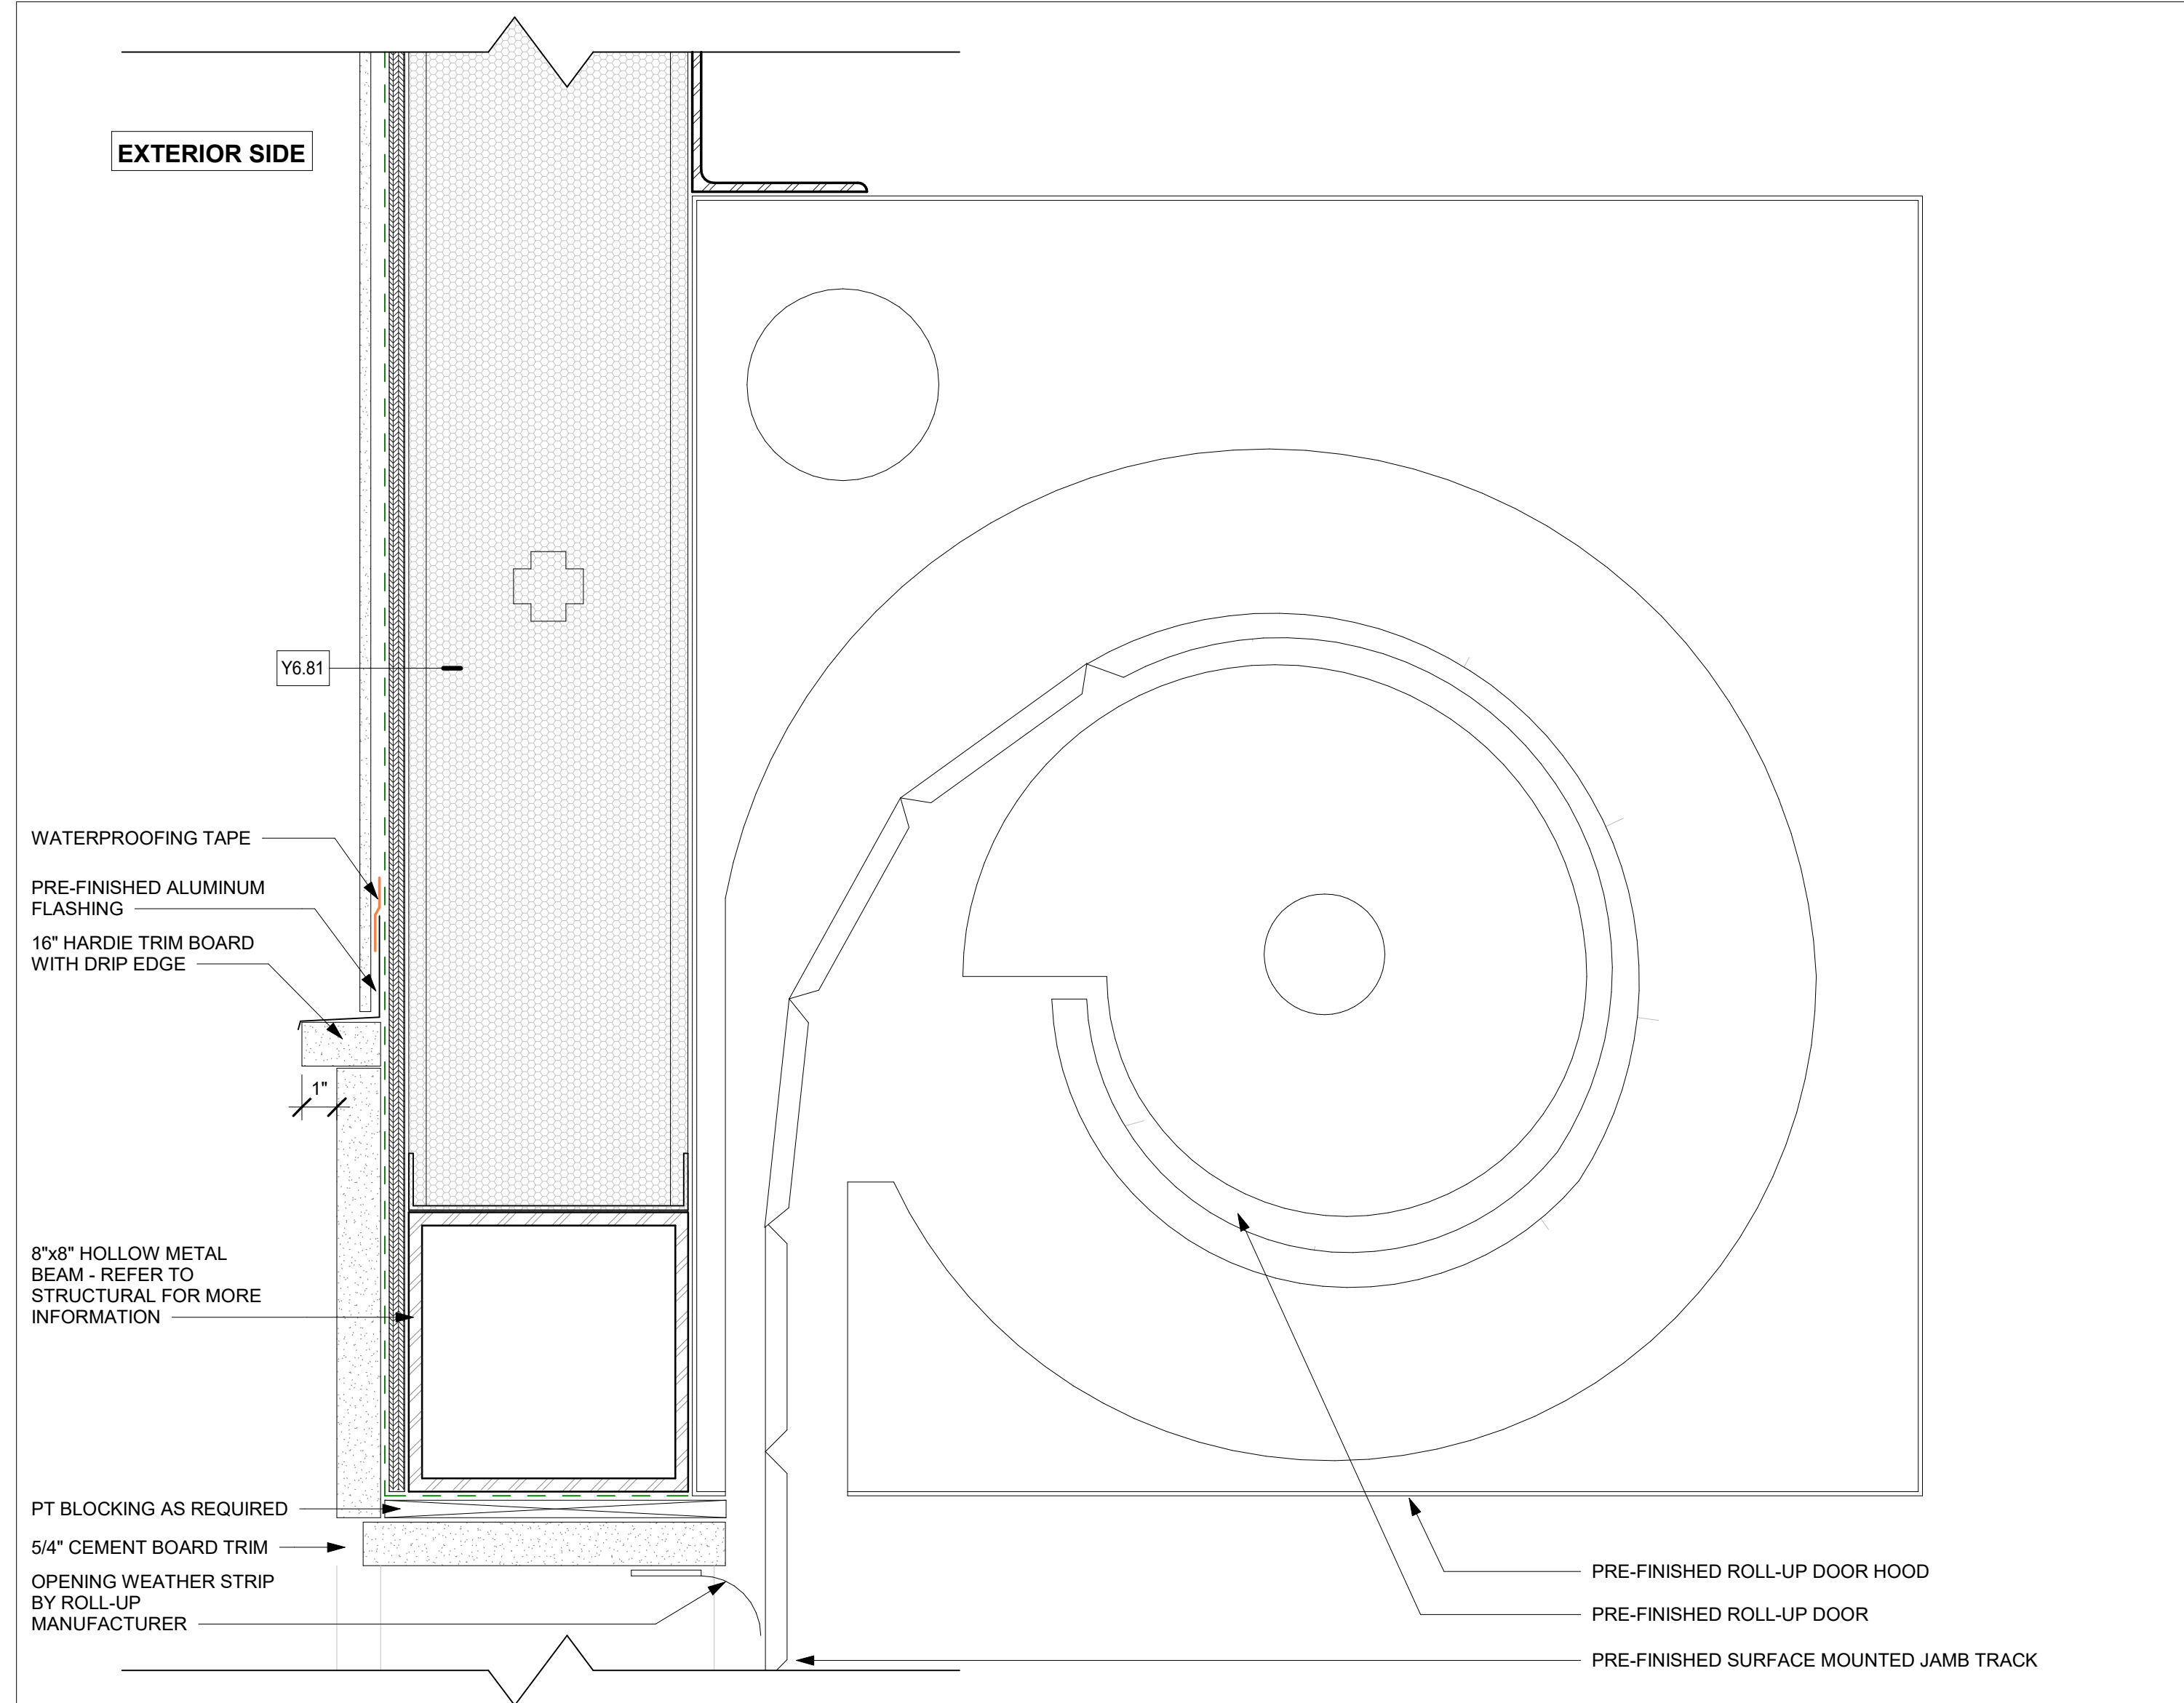 EXTERIOR SIDE
Y6.81
WATERPROOFING TAPE
PRE-FINISHED ALUMINUM
FLASHING
16" HARDIE TRIM BOARD
WITH DRIP EDGE
1"
8"x8" HOLLOW METAL
BEAM - REFER TO
STRUCTURAL FOR MORE
INFORMATION
PT BLOCKING AS REQUIRED
5/4" CEMENT BOARD TRIM
OPENING WEATHER STRIP
BY ROLL-UP
MANUFACTURER
PRE-FINISHED ROLL-UP DOOR HOOD
PRE-FINISHED ROLL-UP DOOR
PRE-FINISHED SURFACE MOUNTED JAMB TRACK